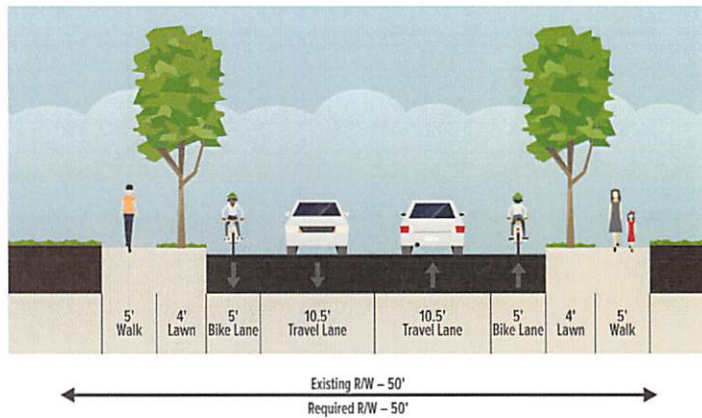 5' 4' 5' 10.5' 10.5' 5' 4' 5'
Walk Lawn Bike Lane Travel Lane Travel Lane Bike Lane Lawn Walk
Existing R/W – 50'
Required R/W – 50'